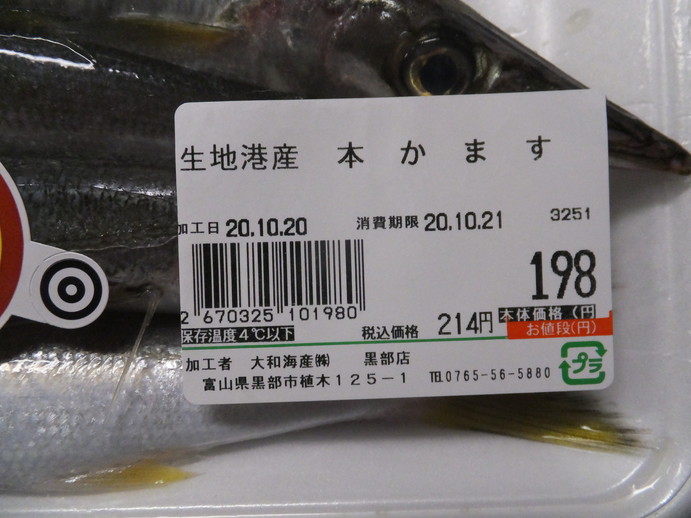 生地港産 本かます
加工日 20.10.20 消費期限 20.10.21 3251
198
2 670325 101980
本体価格(円
保存温度4℃以下 税込価格 214円 お値段(円)
加工者 大和海産㈱ 黒部店
富山県黒部市植木125-1 TEL0765-56-5880
プラ